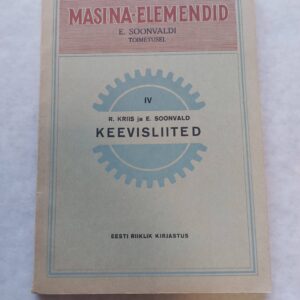 MASINA-ELEMENDID
E. SOONVALDI
TOIMETUSEL
IV
R. KRIIS ja E. SOONVALD
KEEVISLIITED
EESTI RIIKLIK KIRJASTUS